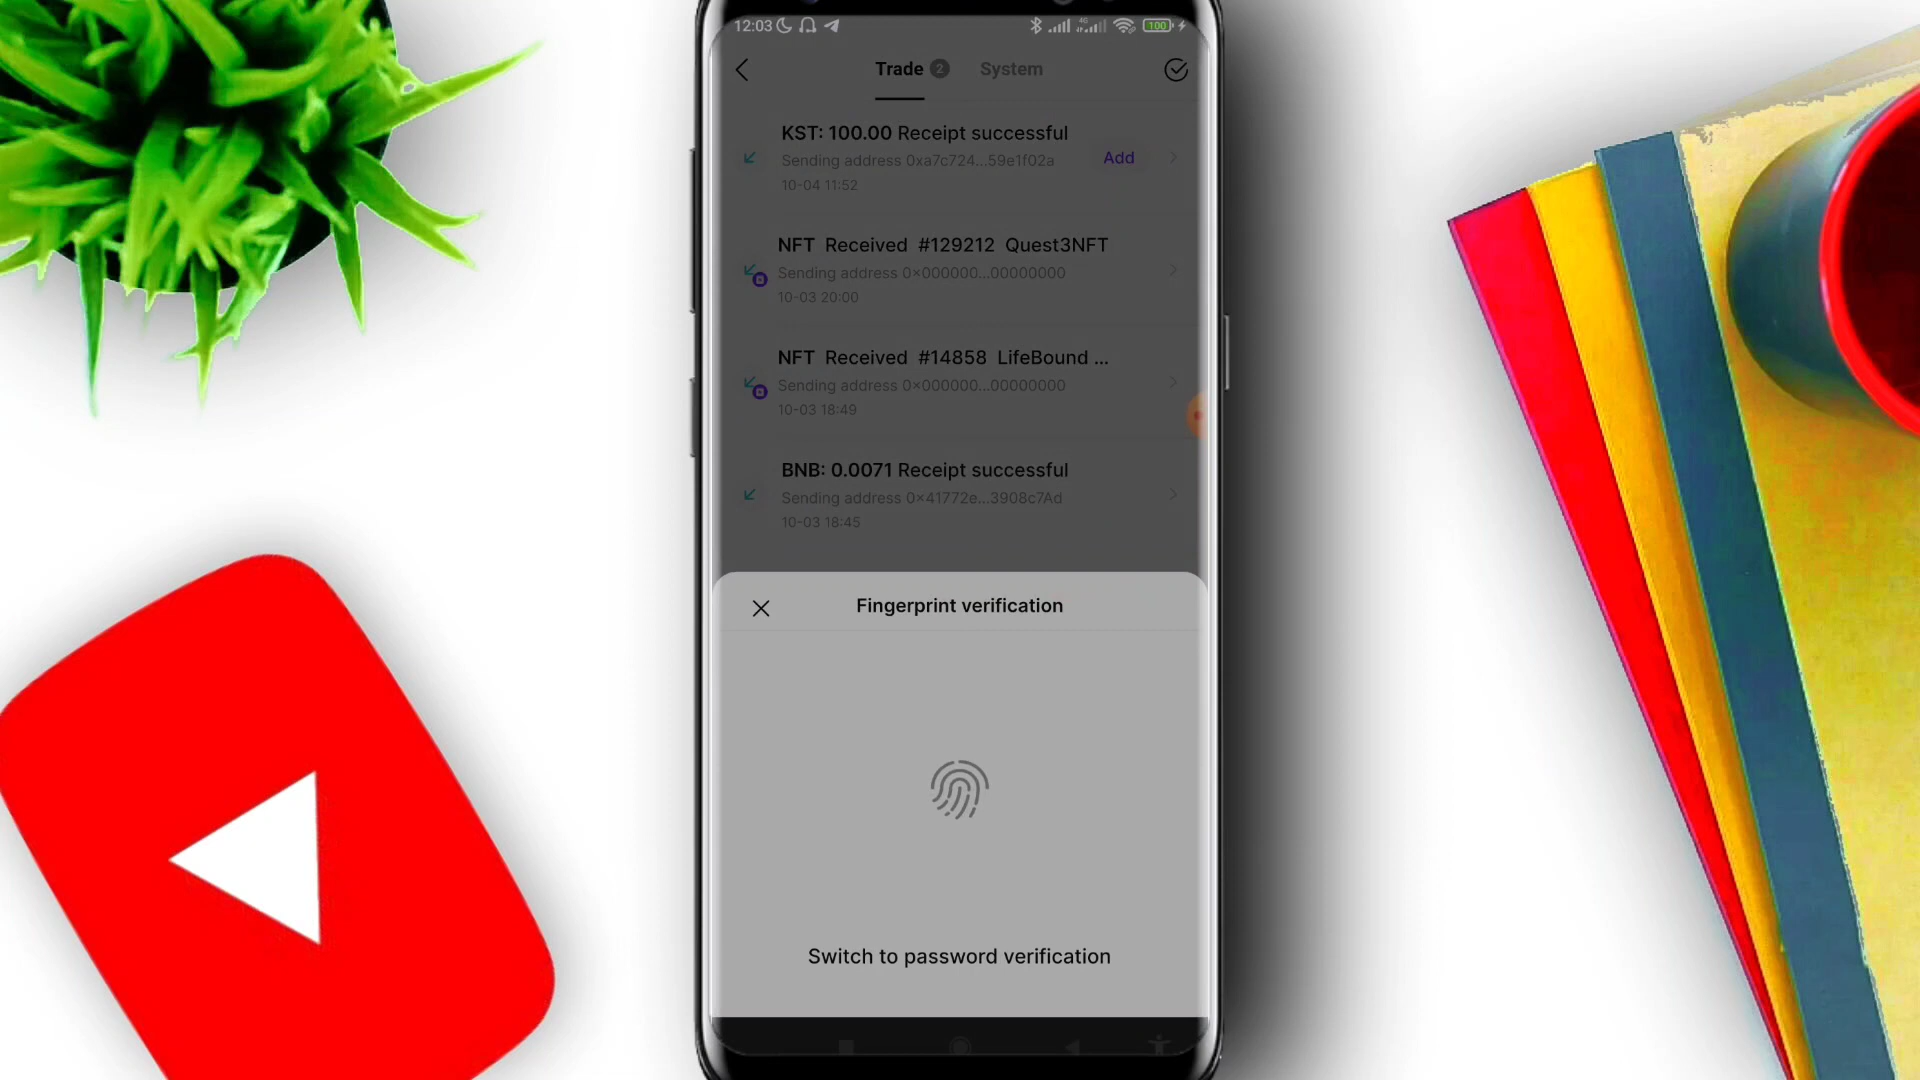 12:03
4G
100
Trade 2 System
KST: 100.00 Receipt successful
Sending address 0xa7c724...59e1f02a
Add
10-04 11:52
NFT Received #129212 Quest3NFT
Sending address 0x000000...00000000
10-03 20:00
NFT Received #14858 LifeBound ...
Sending address 0x000000...00000000
10-03 18:49
BNB: 0.0071 Receipt successful
Sending address 0x41772e...3908c7Ad
10-03 18:45
Fingerprint verification
Switch to password verification